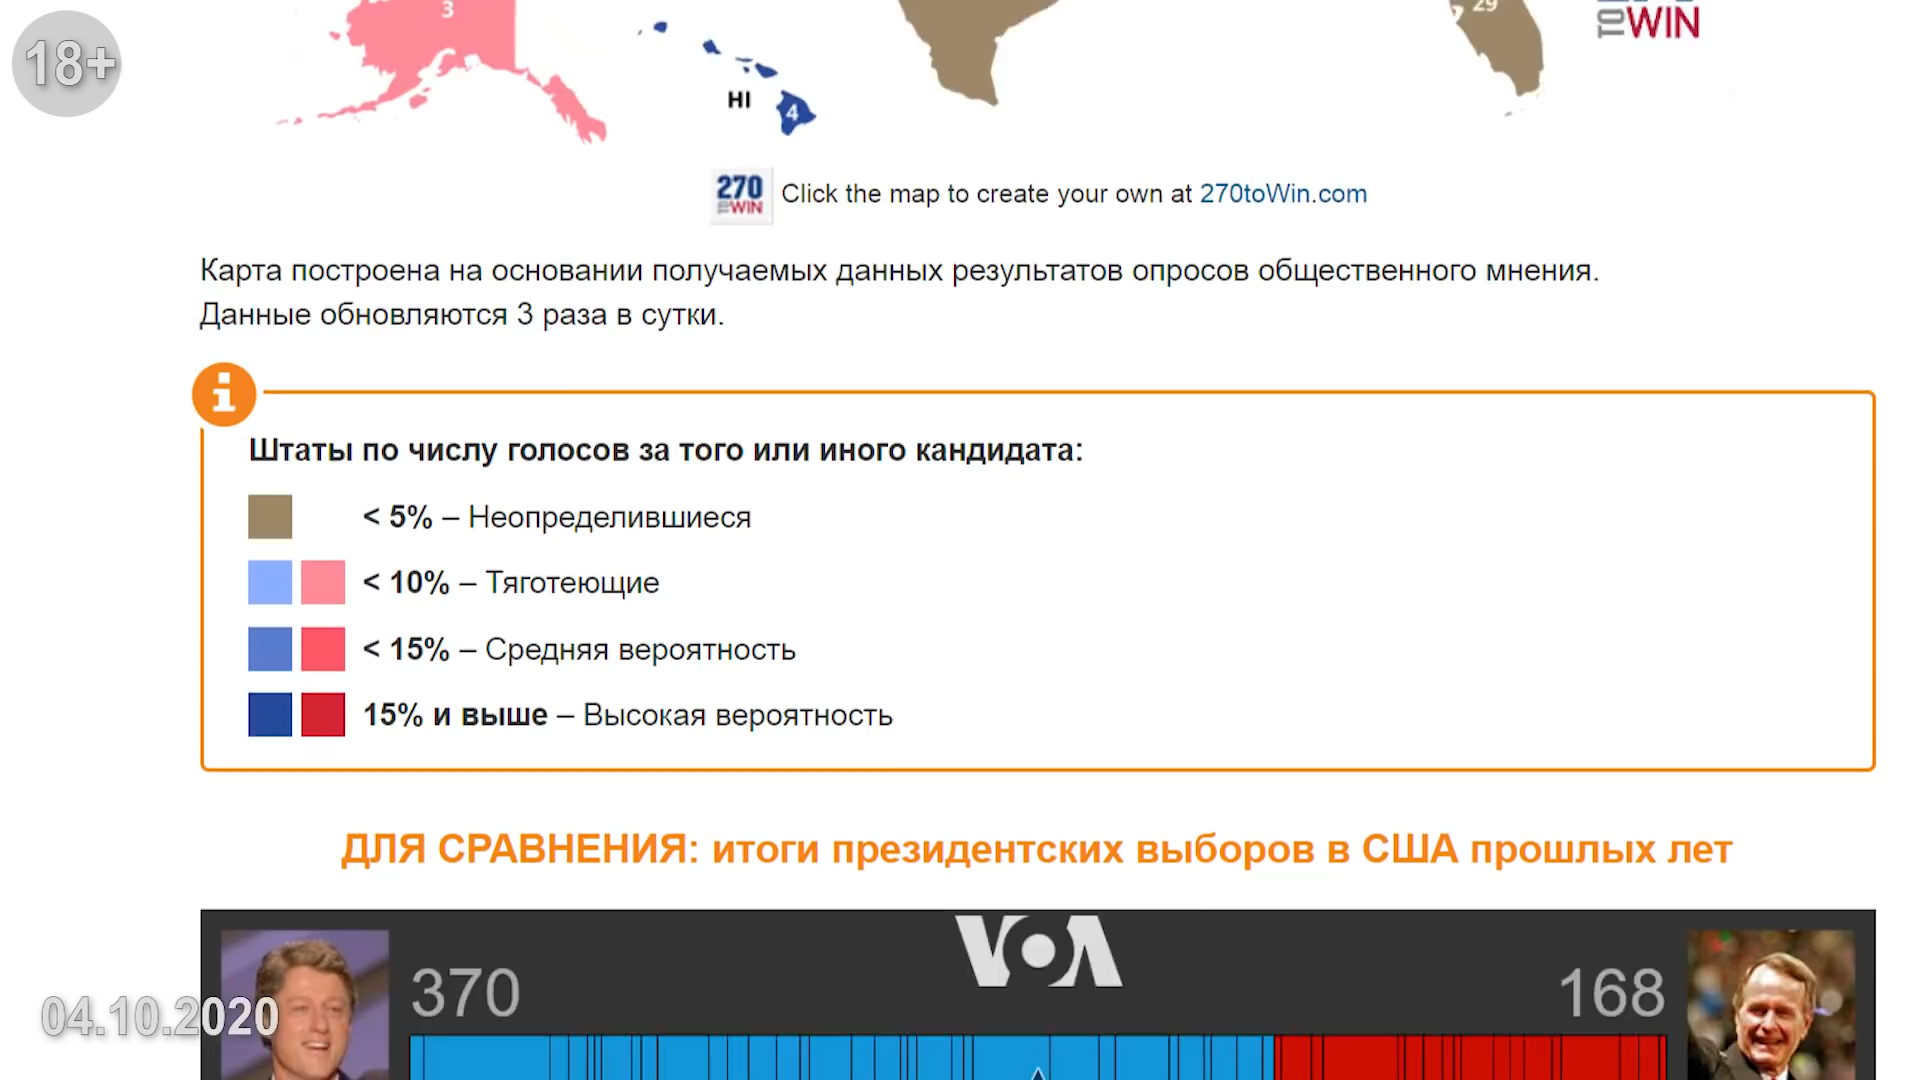 3
29
TO
WIN
18+
HI
4
270
TO WIN
Click the map to create your own at 270toWin.com
Карта построена на основании получаемых данных результатов опросов общественного мнения.
Данные обновляются 3 раза в сутки.
i
Штаты по числу голосов за того или иного кандидата:
< 5% – Неопределившиеся
< 10% – Тяготеющие
< 15% – Средняя вероятность
15% и выше – Высокая вероятность
ДЛЯ СРАВНЕНИЯ: итоги президентских выборов в США прошлых лет
VOA
370
168
04.10.2020